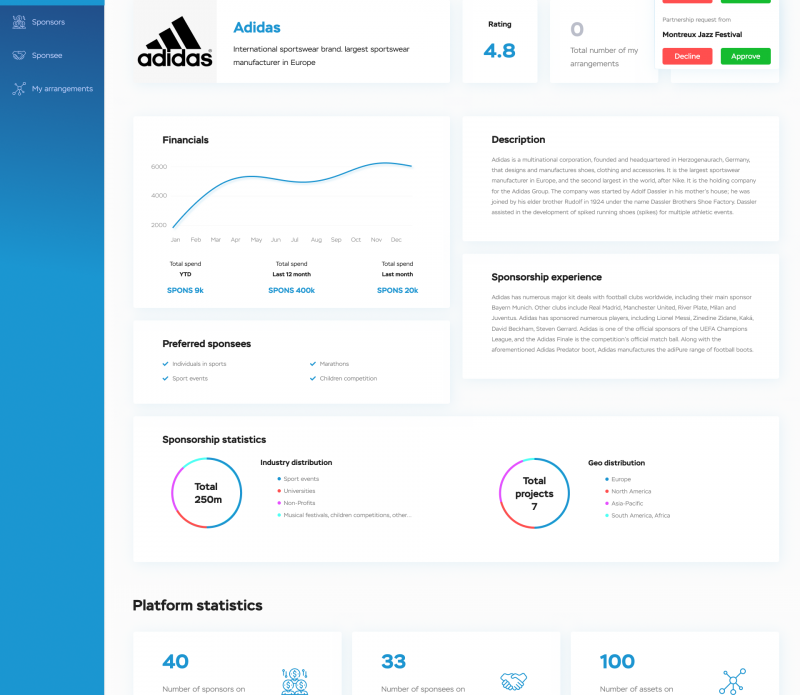 Sponsors
Sponsee
My arrangements
adidas
Adidas
International sportswear brand. largest sportswear
manufacturer in Europe
Rating
4.8
0
Total number of my
arrangements
Partnership request from
Montreux Jazz Festival
Decline
Approve
Financials
6000
4000
2000
Jan Feb Mar Apr May Jun Jul Aug Sep Oct Nov Dec
Total spend
YTD
SPONS 9k
Total spend
Last 12 month
SPONS 400k
Total spend
Last month
SPONS 20k
Description
Adidas is a multinational corporation, founded and headquartered in Herzogenaurach, Germany,
that designs and manufactures shoes, clothing and accessories. It is the largest sportswear
manufacturer in Europe, and the second largest in the world, after Nike. It is the holding company
for the Adidas Group. The company was started by Adolf Dassler in his mother's house; he was
joined by his elder brother Rudolf in 1924 under the name Dassler Brothers Shoe Factory, Dassler
assisted in the development of spiked running shoes (spikes) for multiple athletic events.
Preferred sponsees
Individuals in sports
Marathons
Sport events
Children competition
Sponsorship experience
Adidas has numerous major kit deals with football clubs worldwide, including their main sponsor
Bayern Munich. Other clubs include Real Madrid, Manchester United, River Plate, Milan and
Juventus. Adidas has sponsored numerous players, including Lionel Messi, Zinedine Zidane, Kaká,
David Beckham, Steven Gerrard. Adidas is one of the official sponsors of the UEFA Champions
League, and the Adidas Finale is the competition's official match ball. Along with the
aforementioned Adidas Predator boot, Adidas manufactures the adiPure range of football boots.
Sponsorship statistics
Total
250m
Industry distribution
Sport events
Universities
Non-Profits
Musical festivals, children competitions, other...
Total
projects
7
Geo distribution
Europe
North America
Asia-Pacific
South America, Africa
Platform statistics
40
Number of sponsors on
33
Number of sponsees on
100
Number of assets on